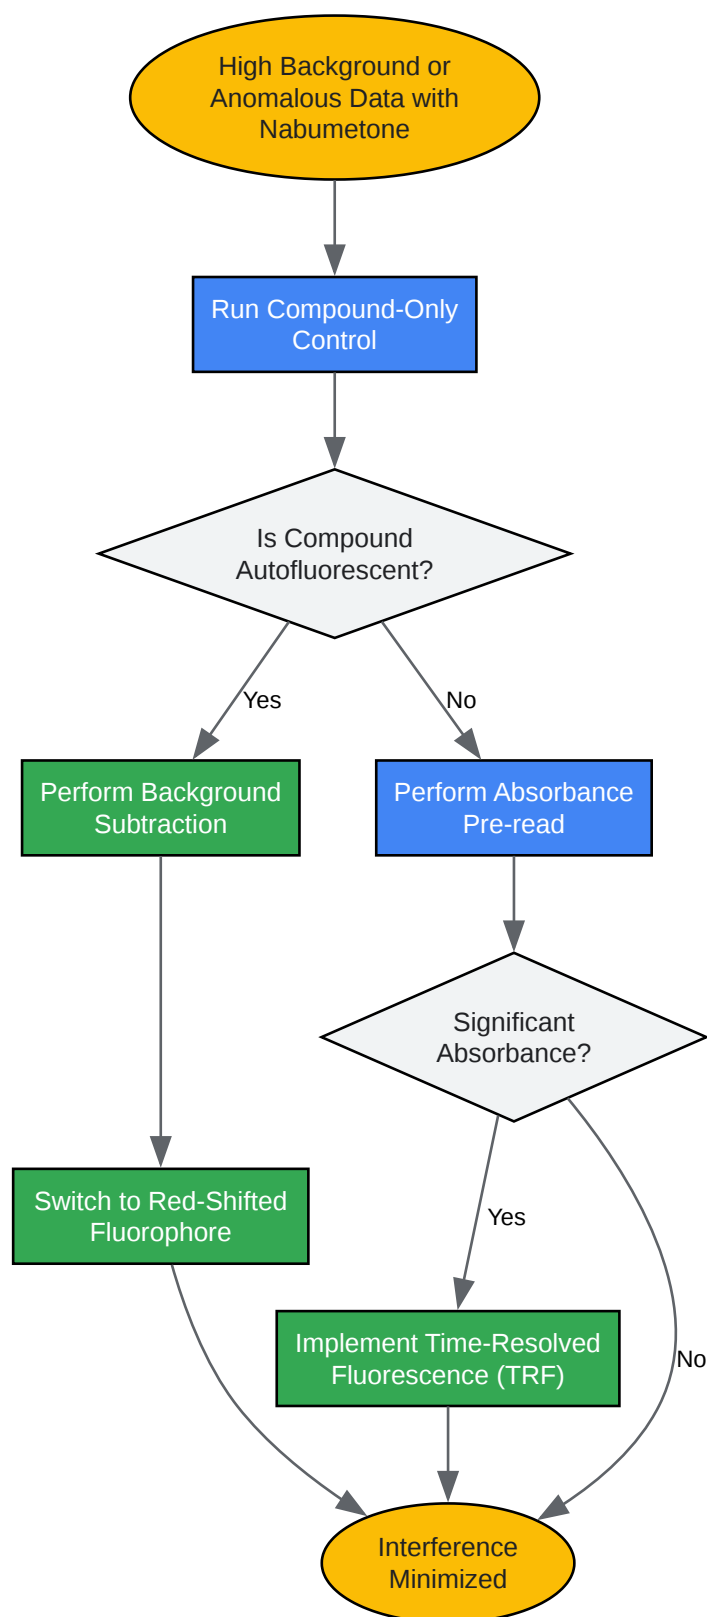 High Background or
Anomalous Data with
Nabumetone
Run Compound-Only
Control
Is Compound
Autofluorescent?
Yes
No
Perform Background
Subtraction
Perform Absorbance
Pre-read
Significant
Absorbance?
Switch to Red-Shifted
Fluorophore
Yes
Implement Time-Resolved
Fluorescence (TRF)
No
Interference
Minimized